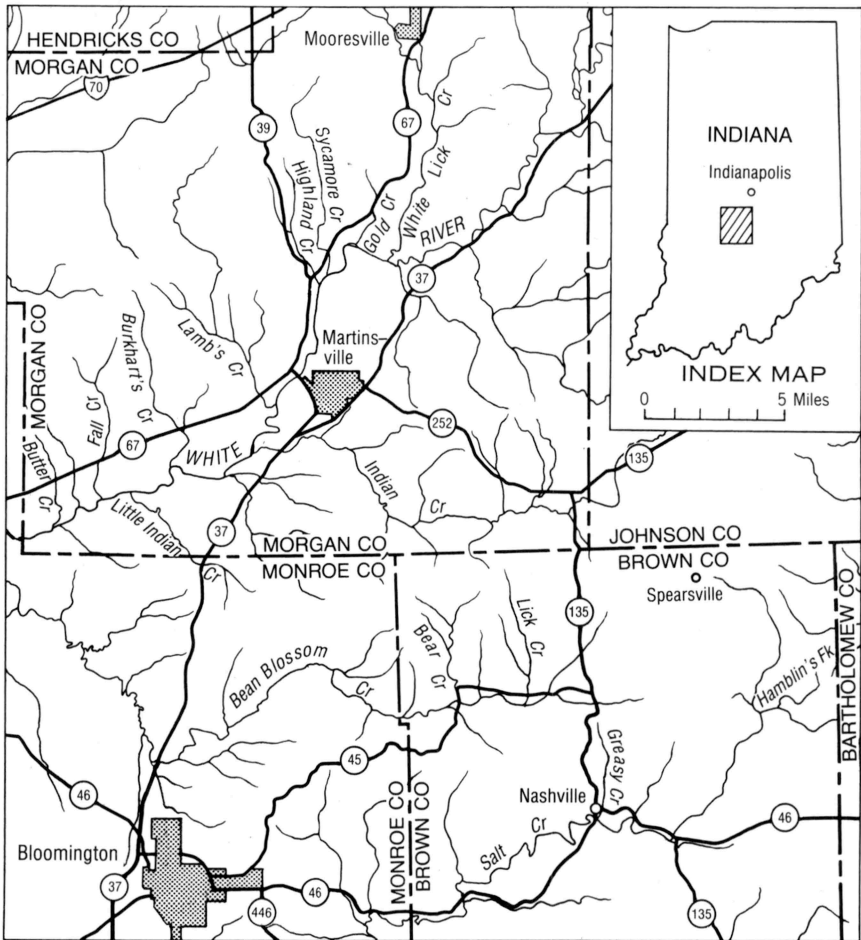 HENDRICKS CO
MORGAN CO
70
Mooresville
39
67
Sycamore Cr
Highland Cr
Gold Cr
White Lick Cr
RIVER
37
INDIANA
Indianapolis
INDEX MAP
0 5 Miles
MORGAN CO
Burkhart's Cr
Lamb's Cr
Fall Cr
Butter Cr
67
Martins-
ville
WHITE
252
135
Indian Cr
Little Indian Cr
37
MORGAN CO
MONROE CO
JOHNSON CO
BROWN CO
Spearsville
135
Lick Cr
Bear Cr
Bean Blossom Cr
Hamblin's Fk
BARTHOLOMEW CO
45
46
Greasy Cr
Nashville
46
Salt Cr
MONROE CO
BROWN CO
Bloomington
37
46
446
135